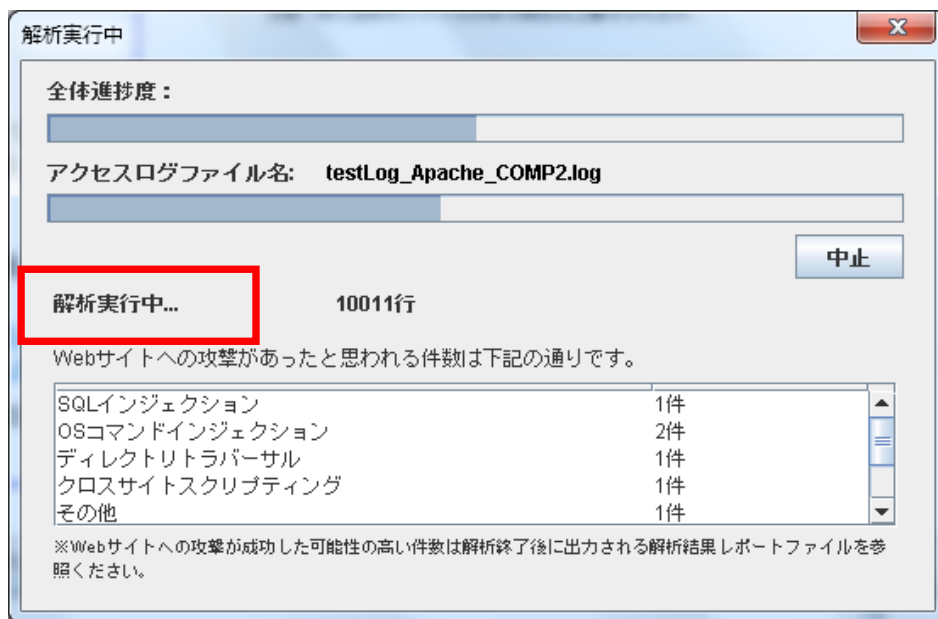 解析実行中
全体進捗度：
アクセスログファイル名: testLog_Apache_COMP2.log
中止
解析実行中... 10011行
Webサイトへの攻撃があったと思われる件数は下記の通りです。
SQLインジェクション 1件
OSコマンドインジェクション 2件
ディレクトリトラバーサル 1件
クロスサイトスクリプティング 1件
その他 1件
※Webサイトへの攻撃が成功した可能性の高い件数は解析終了後に出力される解析結果レポートファイルを参
照ください。